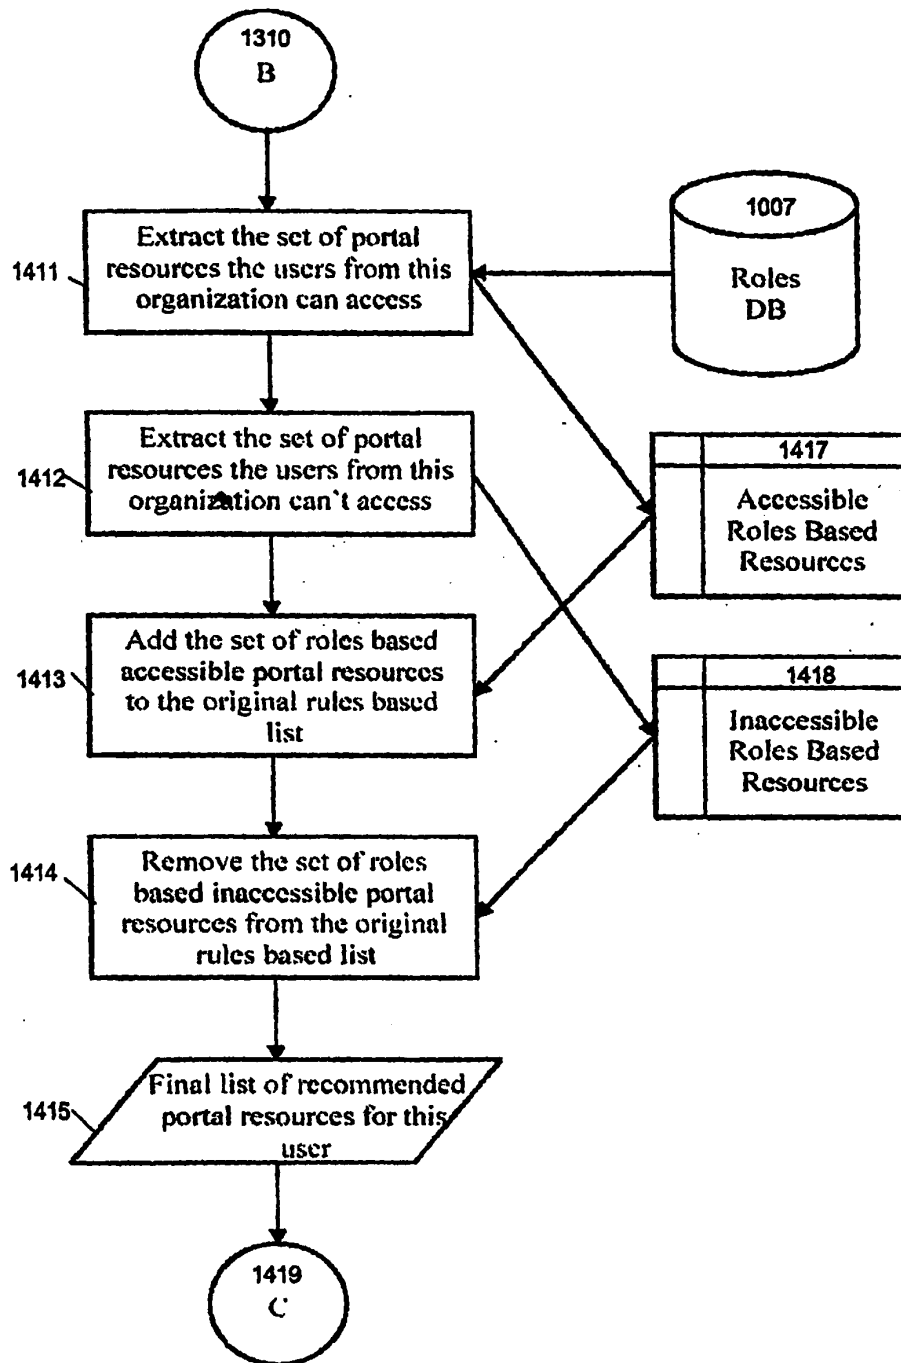 1310
B
1411
Extract the set of portal
resources the users from this
organization can access
1007
Roles
DB
1412
Extract the set of portal
resources the users from this
organization can't access
1417
Accessible
Roles Based
Resources
1413
Add the set of roles based
accessible portal resources
to the original rules based
list
1418
Inaccessible
Roles Based
Resources
1414
Remove the set of roles
based inaccessible portal
resources from the original
rules based list
1415
Final list of recommended
portal resources for this
user
1419
C